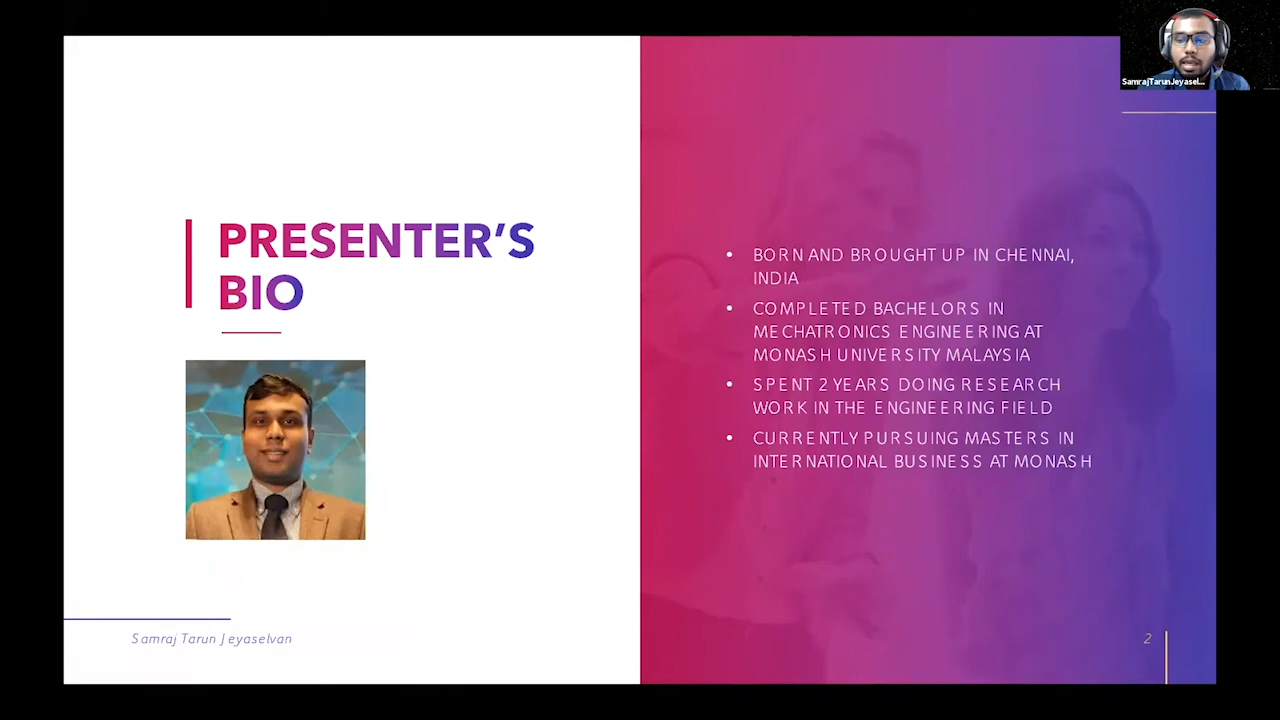 SamrajTarunJeyasel...
PRESENTER'S
BIO
• BORN AND BROUGHT UP IN CHENNAI,
INDIA
• COMPLETED BACHELORS IN
MECHATRONICS ENGINEERING AT
MONASH UNIVERSITY MALAYSIA
• SPENT 2 YEARS DOING RESEARCH
WORK IN THE ENGINEERING FIELD
• CURRENTLY PURSUING MASTERS IN
INTERNATIONAL BUSINESS AT MONASH
Samraj Tarun Jeyaselvan
2